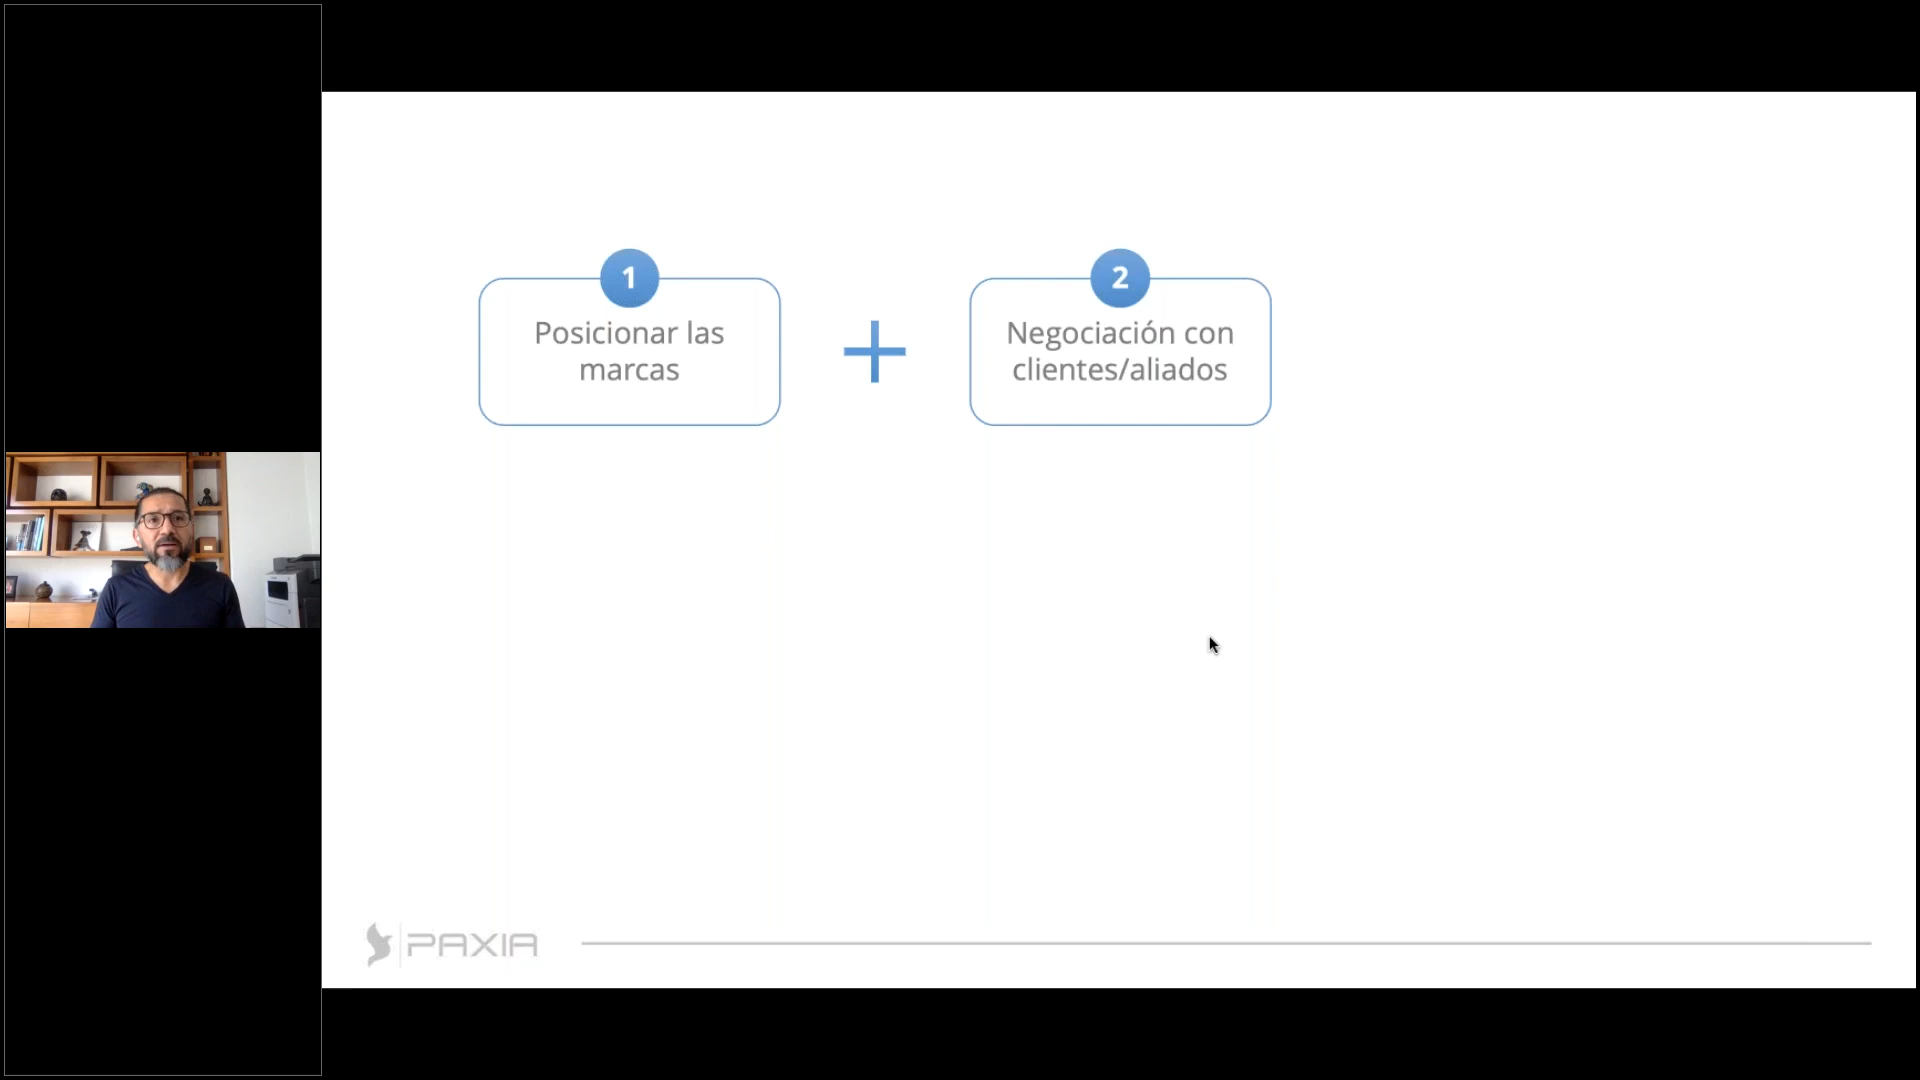 1
Posicionar las
marcas
2
Negociación con
clientes/aliados
PAXIA